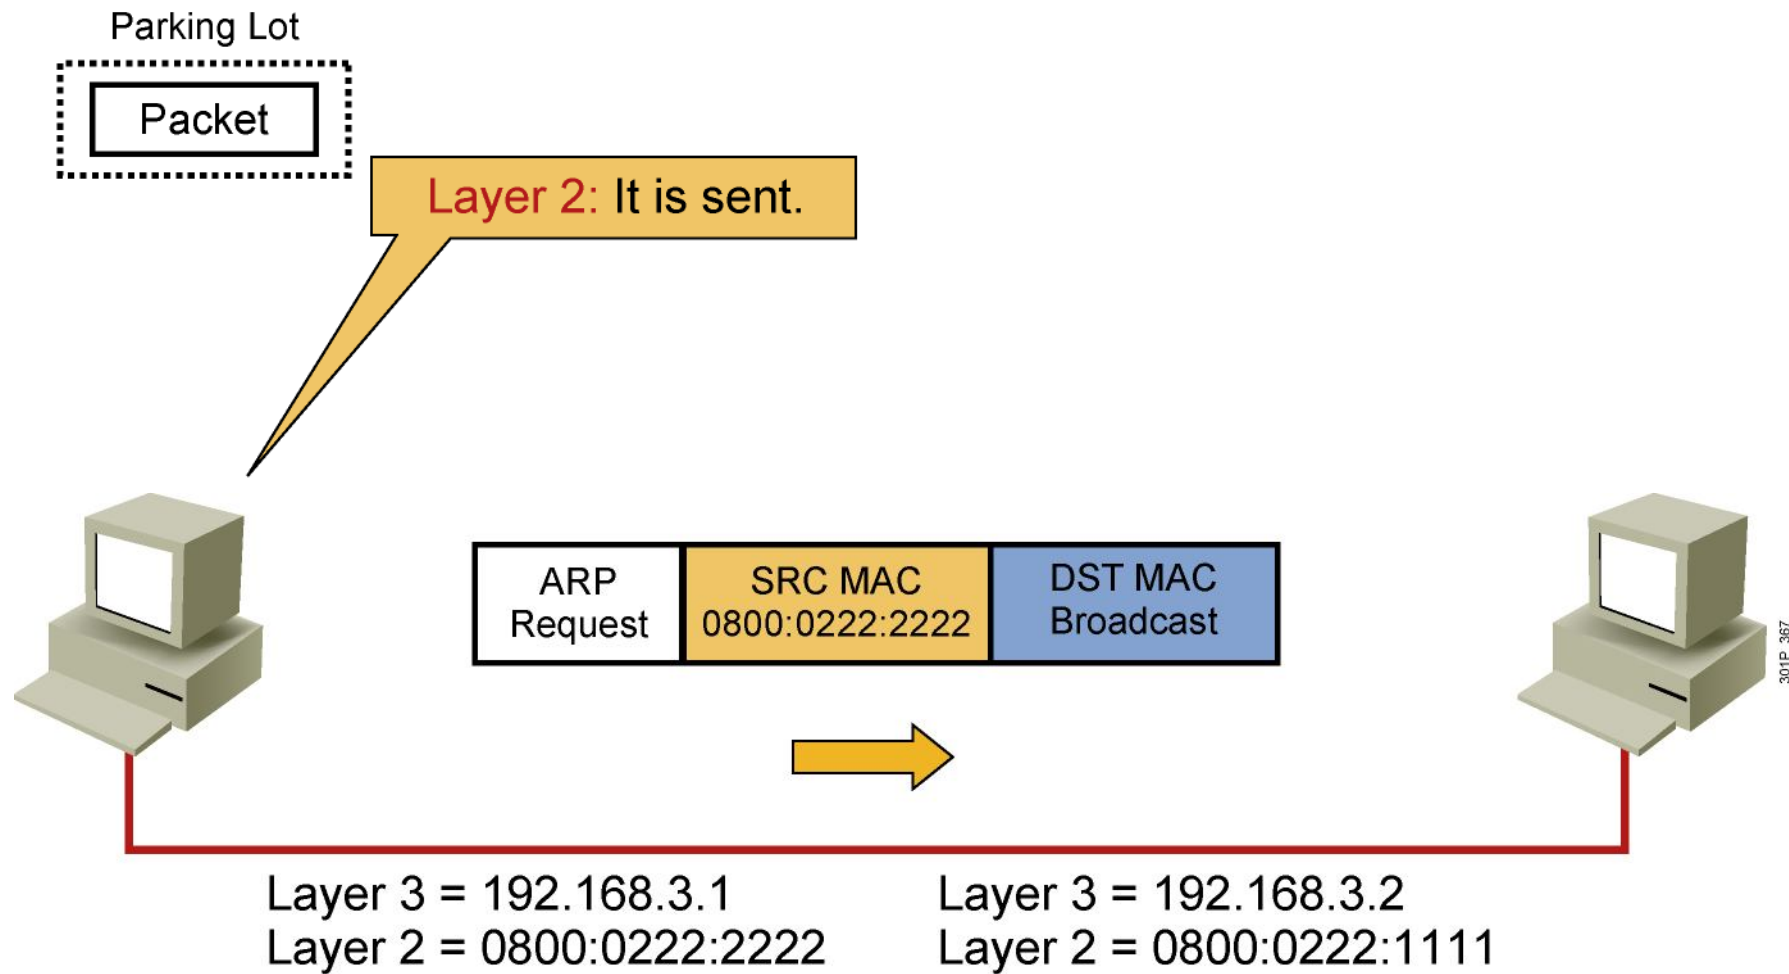 Parking Lot
Packet
Layer 2: It is sent.
ARP
Request
SRC MAC
0800:0222:2222
DST MAC
Broadcast
301P_367
Layer 3 = 192.168.3.1
Layer 2 = 0800:0222:2222
Layer 3 = 192.168.3.2
Layer 2 = 0800:0222:1111